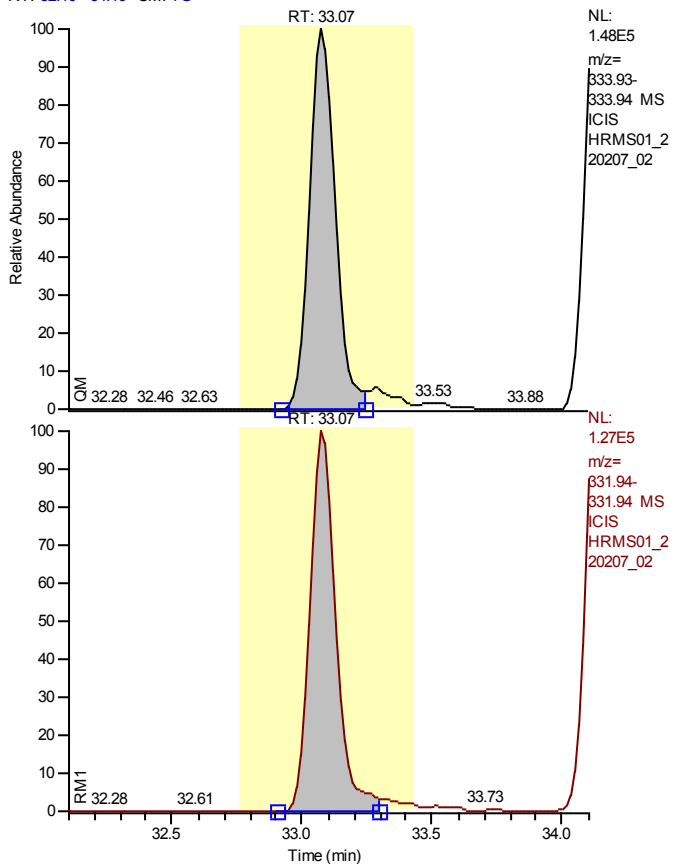 RT: 33.07
NL:
1.48E5
m/z=
333.93-
333.94 MS
ICIS
HRMS01_2
20207_02
100
90
80
70
60
50
40
30
20
10
0
Relative Abundance
QM
32.28 32.46 32.63 33.53 33.88
RT: 33.07
NL:
1.27E5
m/z=
331.94-
331.94 MS
ICIS
HRMS01_2
20207_02
100
90
80
70
60
50
40
30
20
10
0
RM1
32.28 32.61 33.73
32.5 33.0 33.5 34.0
Time (min)